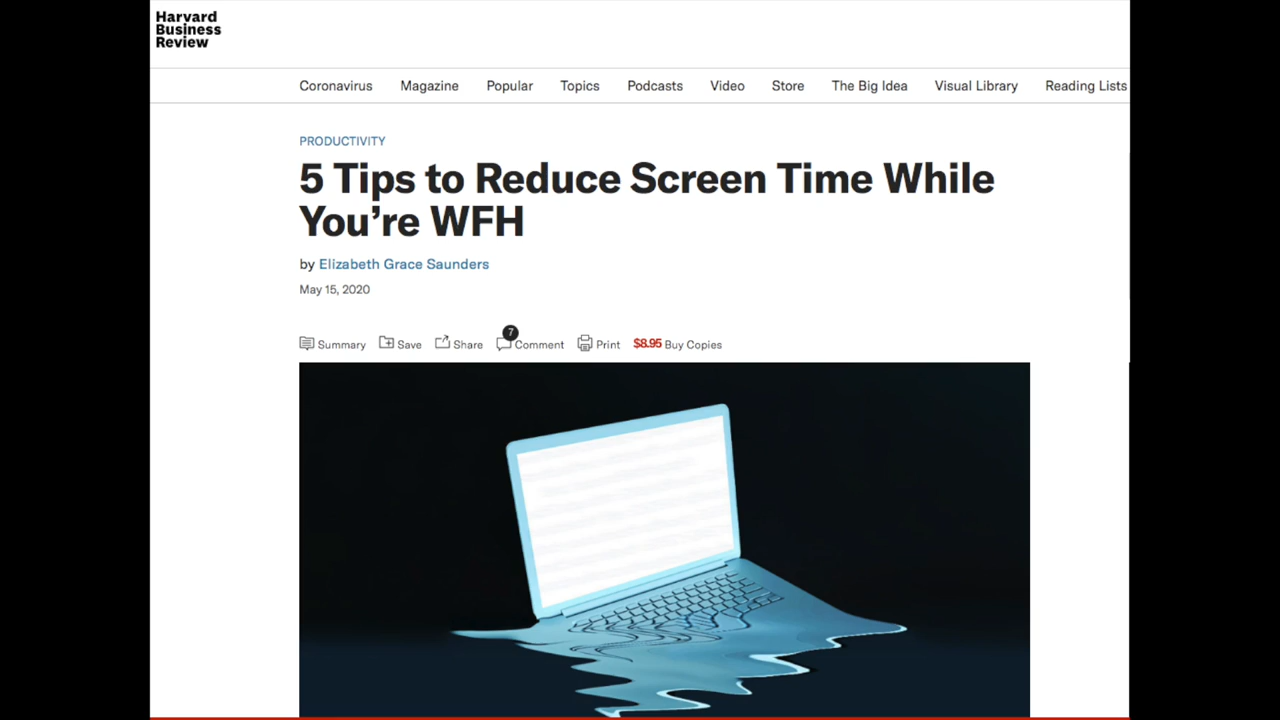 Harvard
Business
Review
Coronavirus Magazine Popular Topics Podcasts Video Store The Big Idea Visual Library Reading Lists
PRODUCTIVITY
5 Tips to Reduce Screen Time While
You’re WFH
by Elizabeth Grace Saunders
May 15, 2020
Summary Save Share 7 Comment Print $8.95 Buy Copies